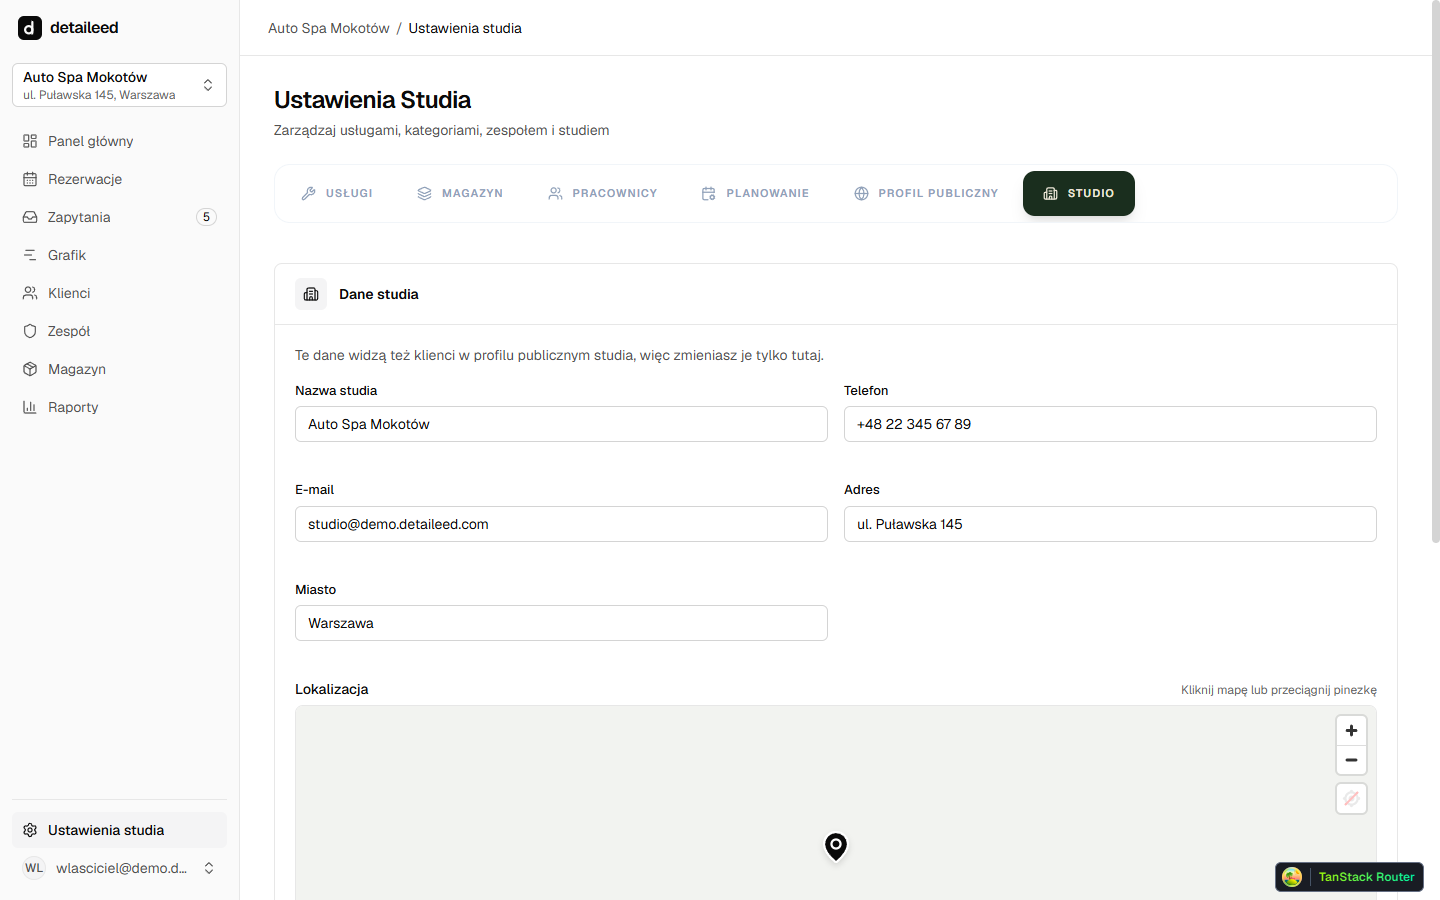 detaileed
Auto Spa Mokotów
ul. Puławska 145, Warszawa
Panel główny
Rezerwacje
Zapytania 5
Grafik
Klienci
Zespół
Magazyn
Raporty
Ustawienia studia
WL wlasciciel@demo.d...
Auto Spa Mokotów / Ustawienia studia
Ustawienia Studia
Zarządzaj usługami, kategoriami, zespołem i studiem
USŁUGI MAGAZYN PRACOWNICY PLANOWANIE PROFIL PUBLICZNY STUDIO
Dane studia
Te dane widzą też klienci w profilu publicznym studia, więc zmieniasz je tylko tutaj.
Nazwa studia
Auto Spa Mokotów
Telefon
+48 22 345 67 89
E-mail
studio@demo.detaileed.com
Adres
ul. Puławska 145
Miasto
Warszawa
Lokalizacja
Kliknij mapę lub przeciągnij pinezkę
TanStack Router